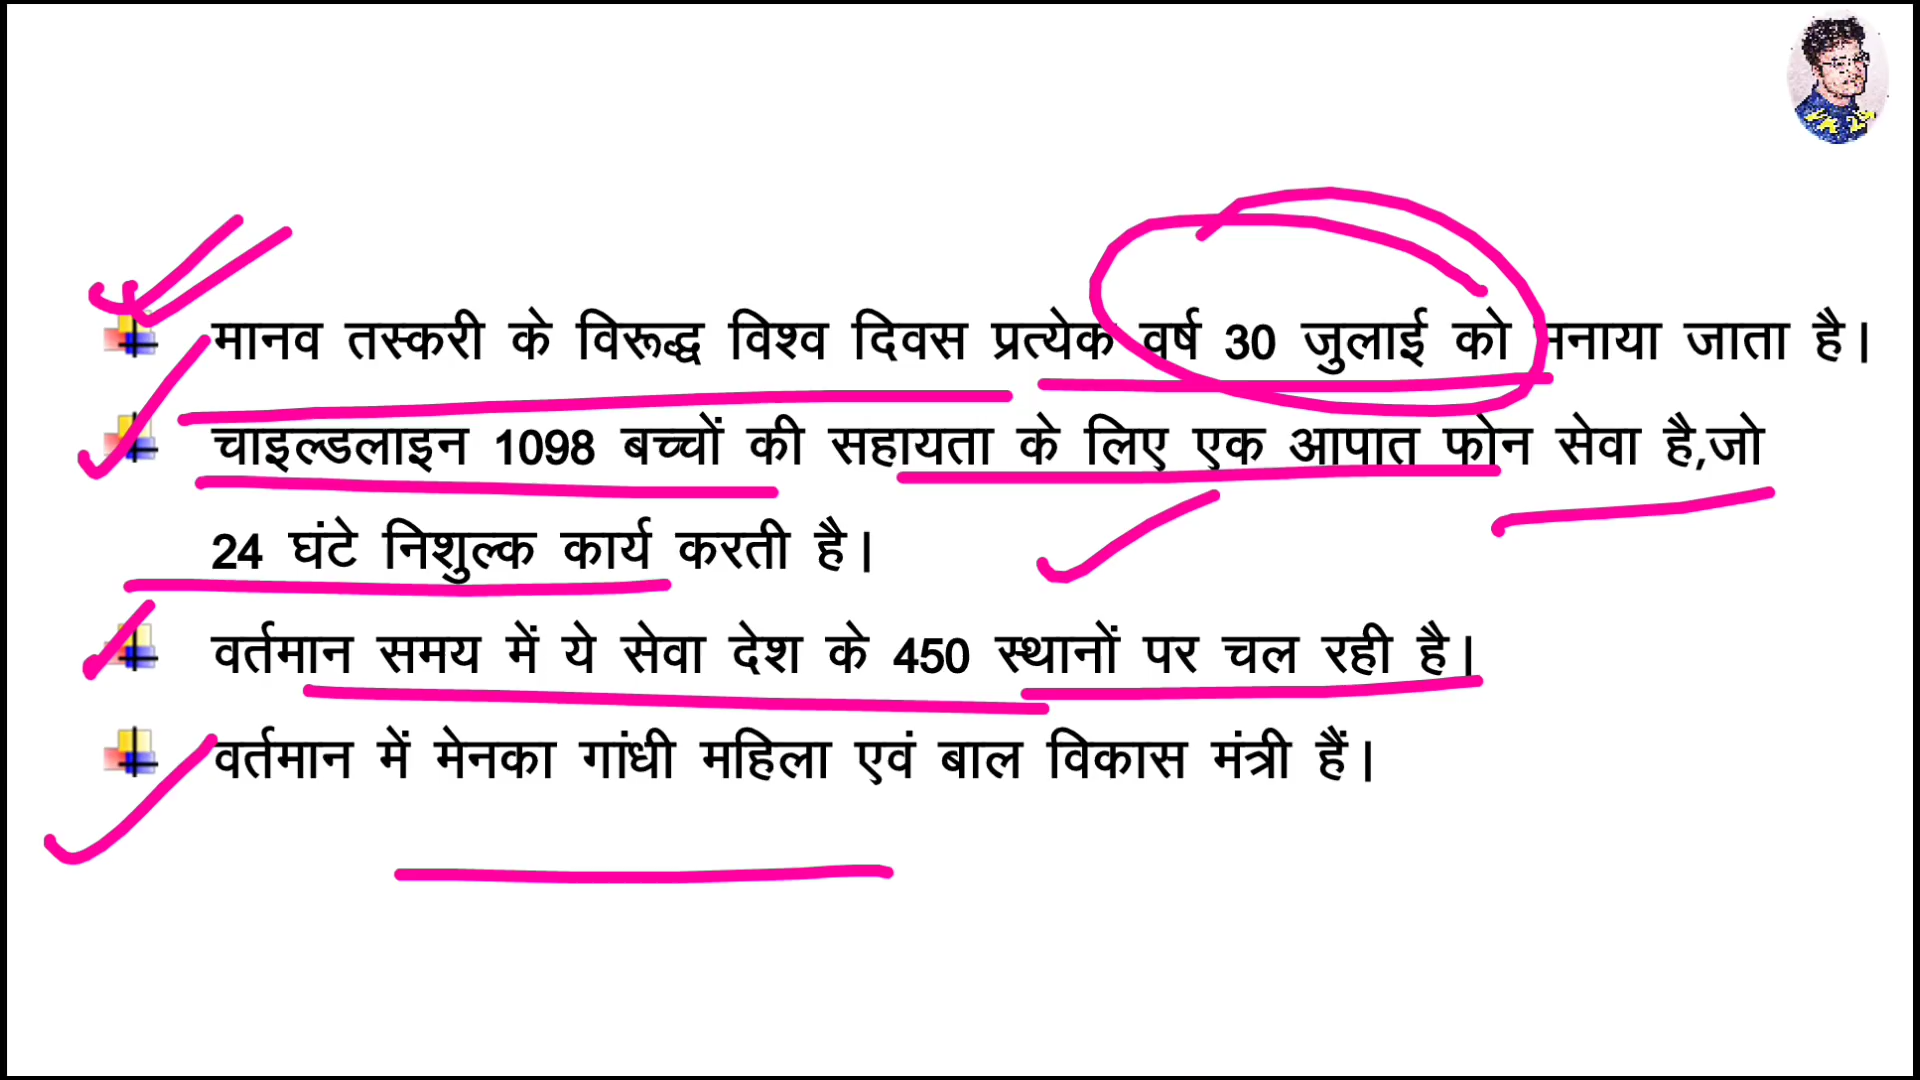 मानव तस्करी के विरूद्ध विश्व दिवस प्रत्येक वर्ष 30 जुलाई को मनाया जाता है।
चाइल्डलाइन 1098 बच्चों की सहायता के लिए एक आपात फोन सेवा है,जो
24 घंटे निशुल्क कार्य करती है।
वर्तमान समय में ये सेवा देश के 450 स्थानों पर चल रही है।
वर्तमान में मेनका गांधी महिला एवं बाल विकास मंत्री हैं।